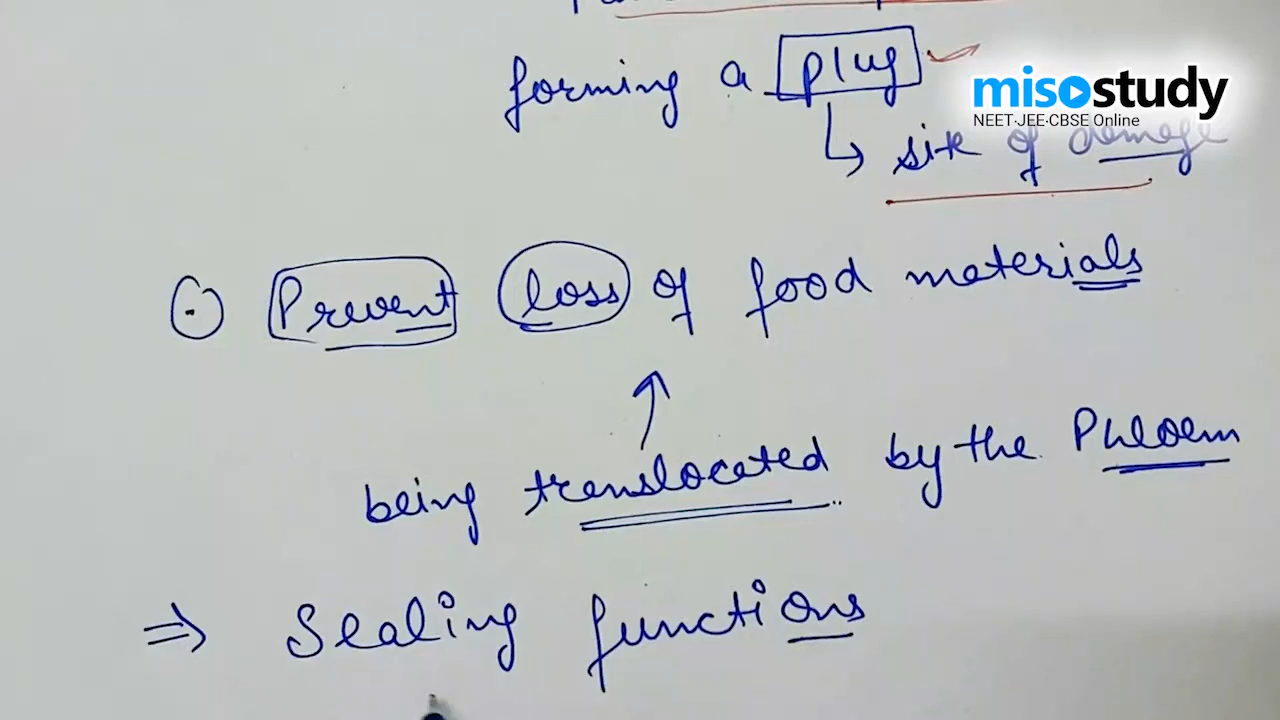 forming a plug
misostudy
NEET-JEE-CBSE Online
↳ site of damage
⊙ Prevent loss of food materials
↑
being translocated by the Phloem
⇒ Sealing functions